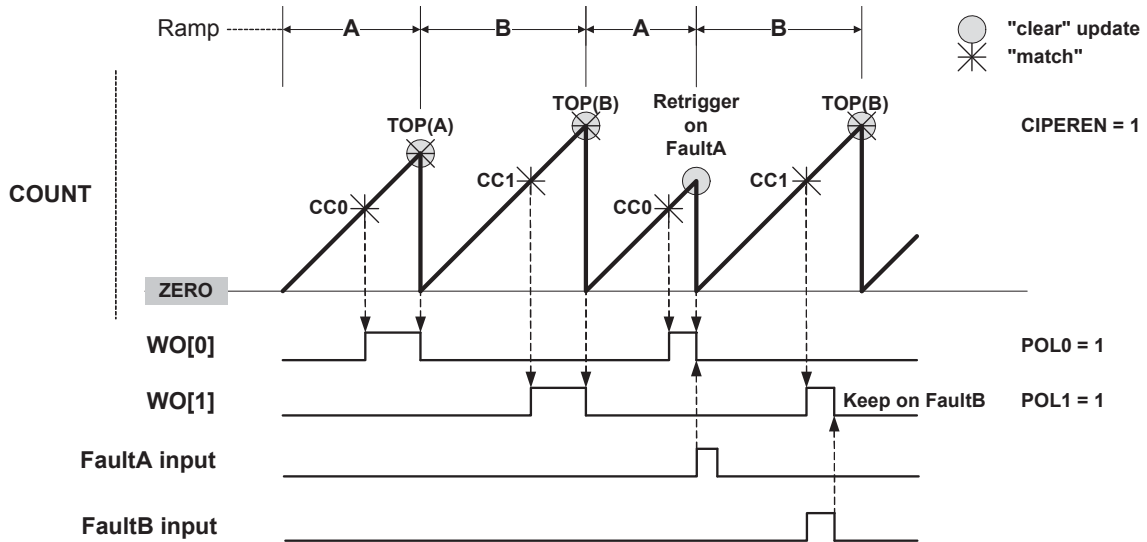 Ramp
A
B
A
B
"clear" update
"match"
TOP(A)
TOP(B)
Retrigger
on
FaultA
TOP(B)
CIPEREN = 1
COUNT
CC0
CC1
CC0
CC1
ZERO
WO[0]
POL0 = 1
WO[1]
Keep on FaultB
POL1 = 1
FaultA input
FaultB input